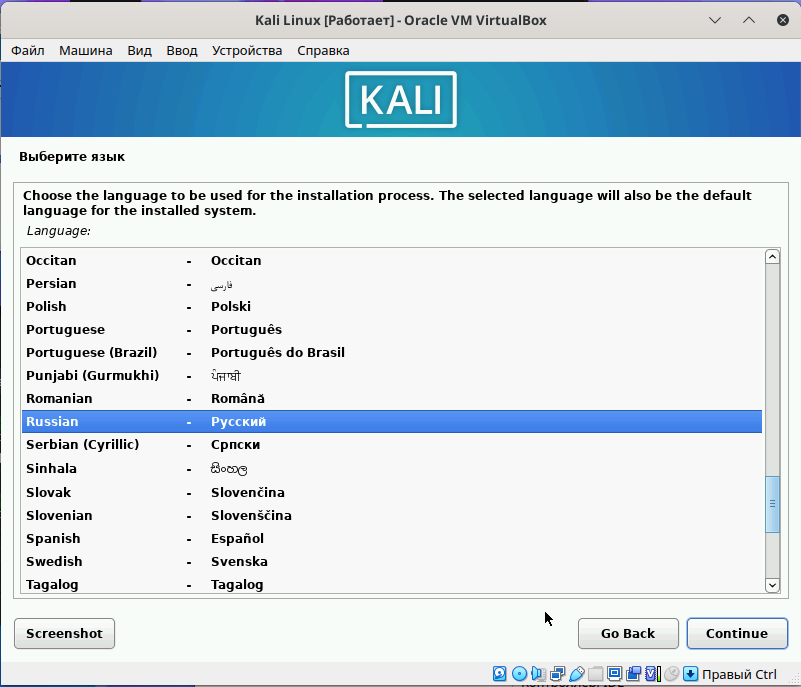 Kali Linux [Работает] - Oracle VM VirtualBox
Файл Машина Вид Ввод Устройства Справка
KALI
Выберите язык
Choose the language to be used for the installation process. The selected language will also be the default
language for the installed system.
Language:
Occitan - Occitan
Persian - فارسی
Polish - Polski
Portuguese - Português
Portuguese (Brazil) - Português do Brasil
Punjabi (Gurmukhi) - ਪੰਜਾਬੀ
Romanian - Română
Russian - Русский
Serbian (Cyrillic) - Српски
Sinhala - සිංහල
Slovak - Slovenčina
Slovenian - Slovenščina
Spanish - Español
Swedish - Svenska
Tagalog - Tagalog
Screenshot Go Back Continue
Правый Ctrl